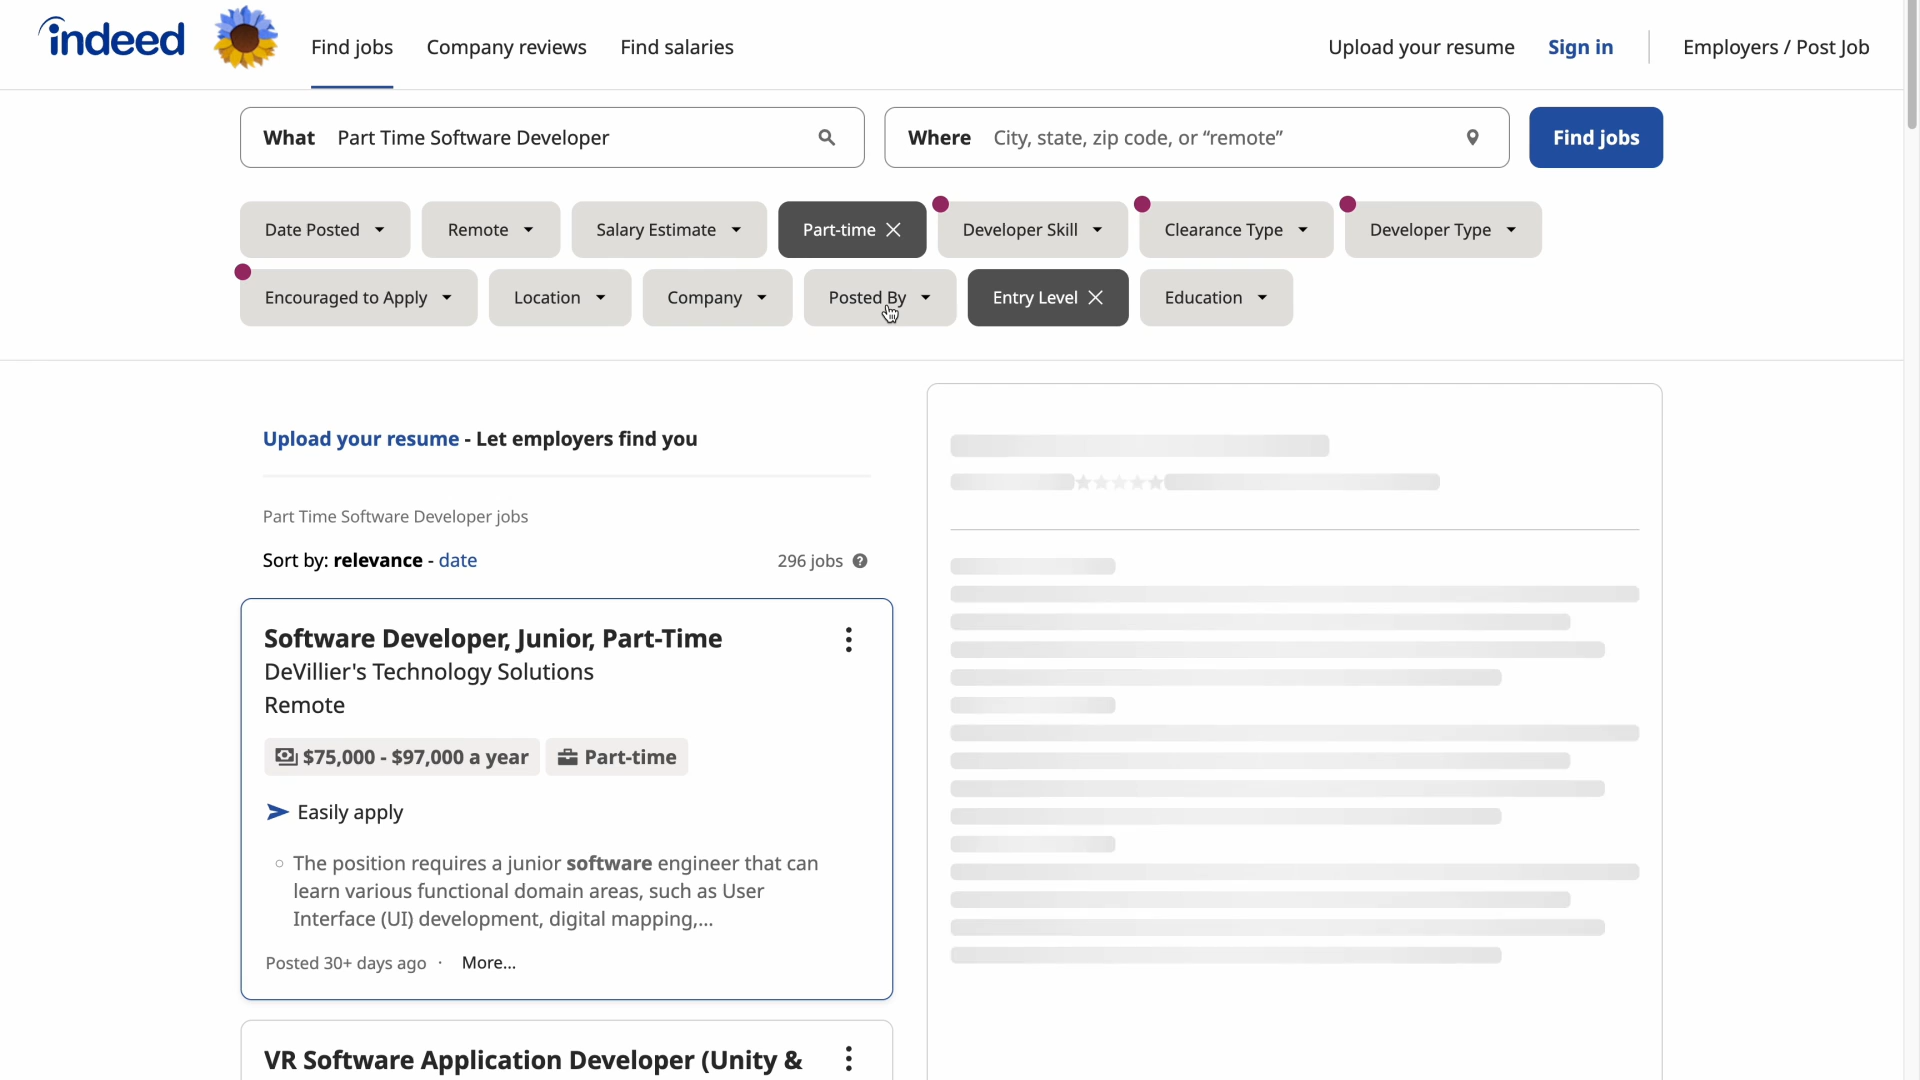 indeed
Find jobs
Company reviews
Find salaries
Upload your resume
Sign in
Employers / Post Job
What Part Time Software Developer
Where City, state, zip code, or “remote”
Find jobs
Date Posted
Remote
Salary Estimate
Part-time
Developer Skill
Clearance Type
Developer Type
Encouraged to Apply
Location
Company
Posted By
Entry Level
Education
Upload your resume - Let employers find you
Part Time Software Developer jobs
Sort by: relevance - date
296 jobs
Software Developer, Junior, Part-Time
DeVillier's Technology Solutions
Remote
$75,000 - $97,000 a year
Part-time
Easily apply
The position requires a junior software engineer that can
learn various functional domain areas, such as User
Interface (UI) development, digital mapping,...
Posted 30+ days ago · More...
VR Software Application Developer (Unity &